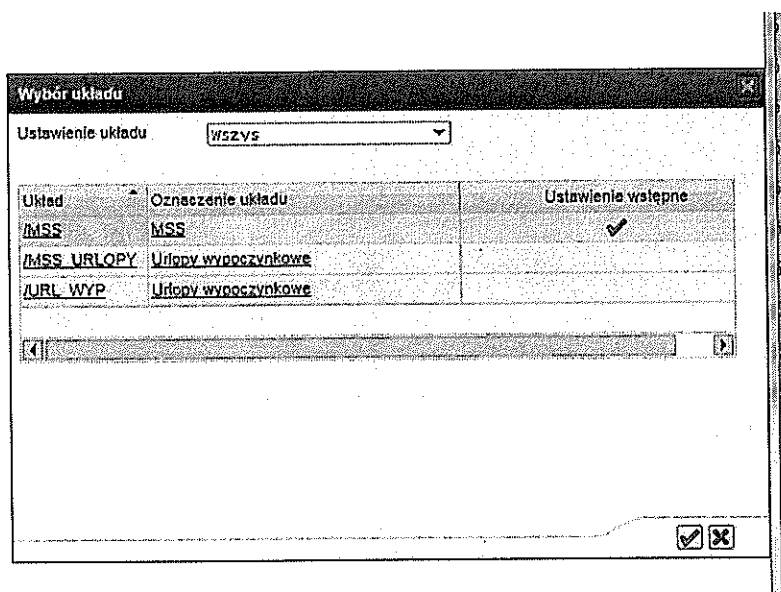 Wybór układu
Ustawienie układu Wszys
Układ Oznaczenie układu Ustawienie wstępne
/MSS MSS
/MSS_URLOPY Urlopy wypoczynkowe
/URL_WYP Urlopy wypoczynkowe